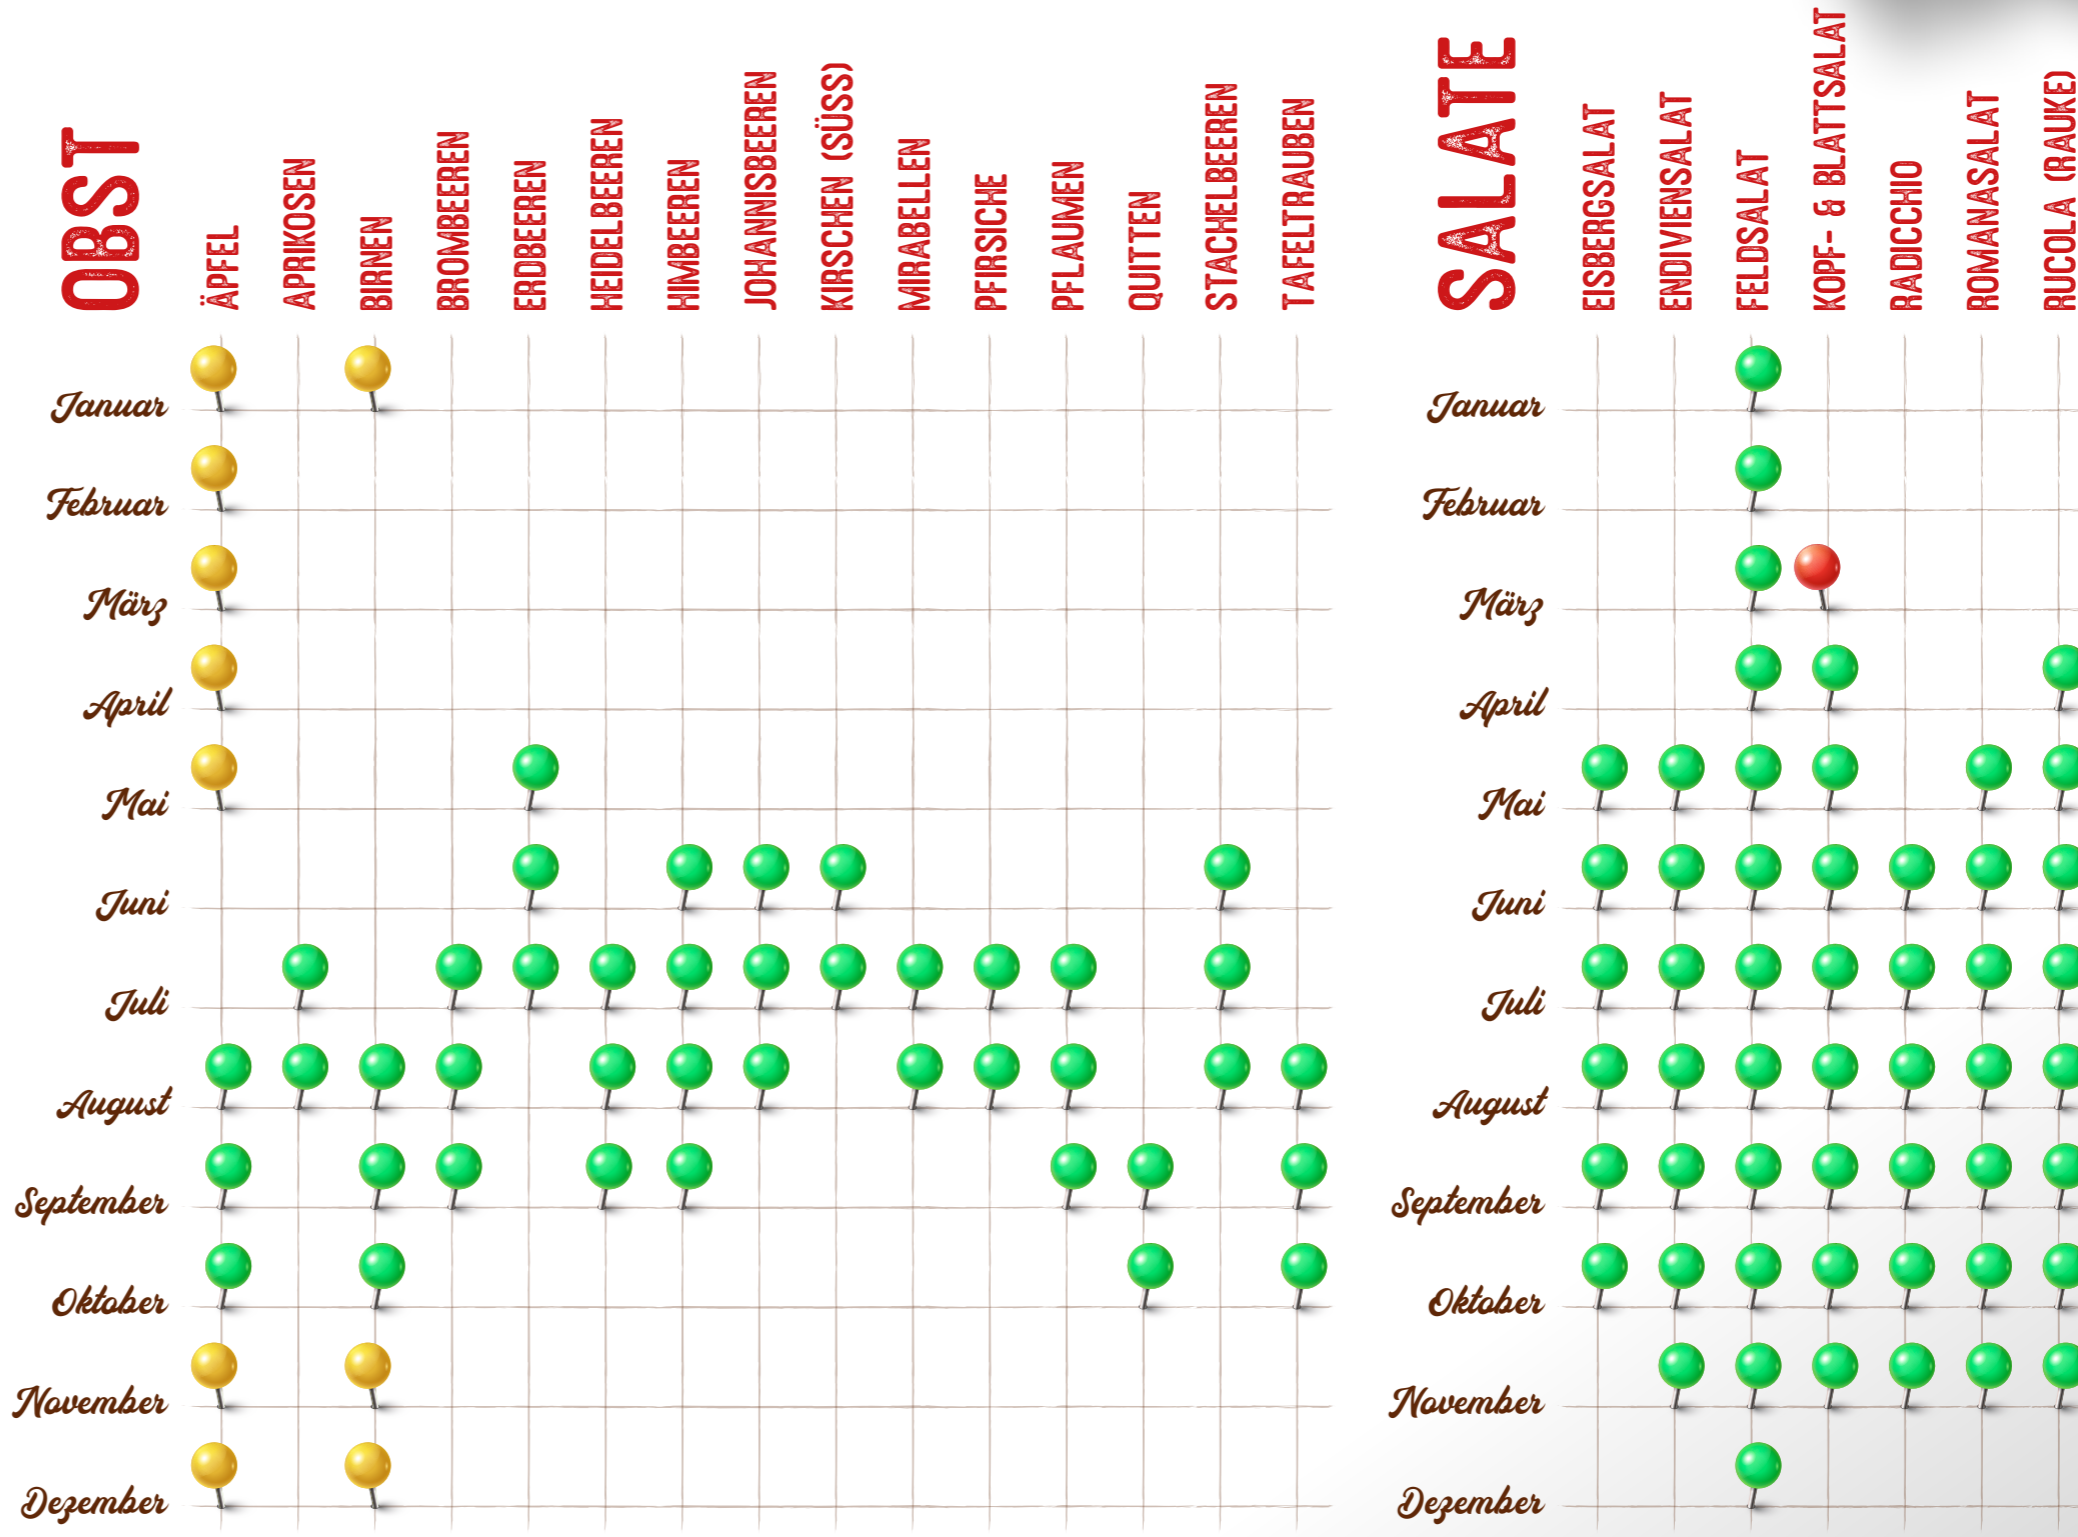 OBST
ÄPFEL
APRIKOSEN
BIRNEN
BROMBEEREN
ERDBEEREN
HEIDELBEEREN
HIMBEEREN
JOHANNISBEEREN
KIRSCHEN (SÜSS)
MIRABELLEN
PFIRSICHE
PFLAUMEN
QUITTEN
STACHELBEEREN
TAFELTRAUBEN
Januar
Februar
März
April
Mai
Juni
Juli
August
September
Oktober
November
Dezember
SALATE
EISBERGSALAT
ENDIVIENSALAT
FELDSALAT
KOPF- & BLATTSALAT
RADICCHIO
ROMANASALAT
RUCOLA (RAUKE)
Januar
Februar
März
April
Mai
Juni
Juli
August
September
Oktober
November
Dezember